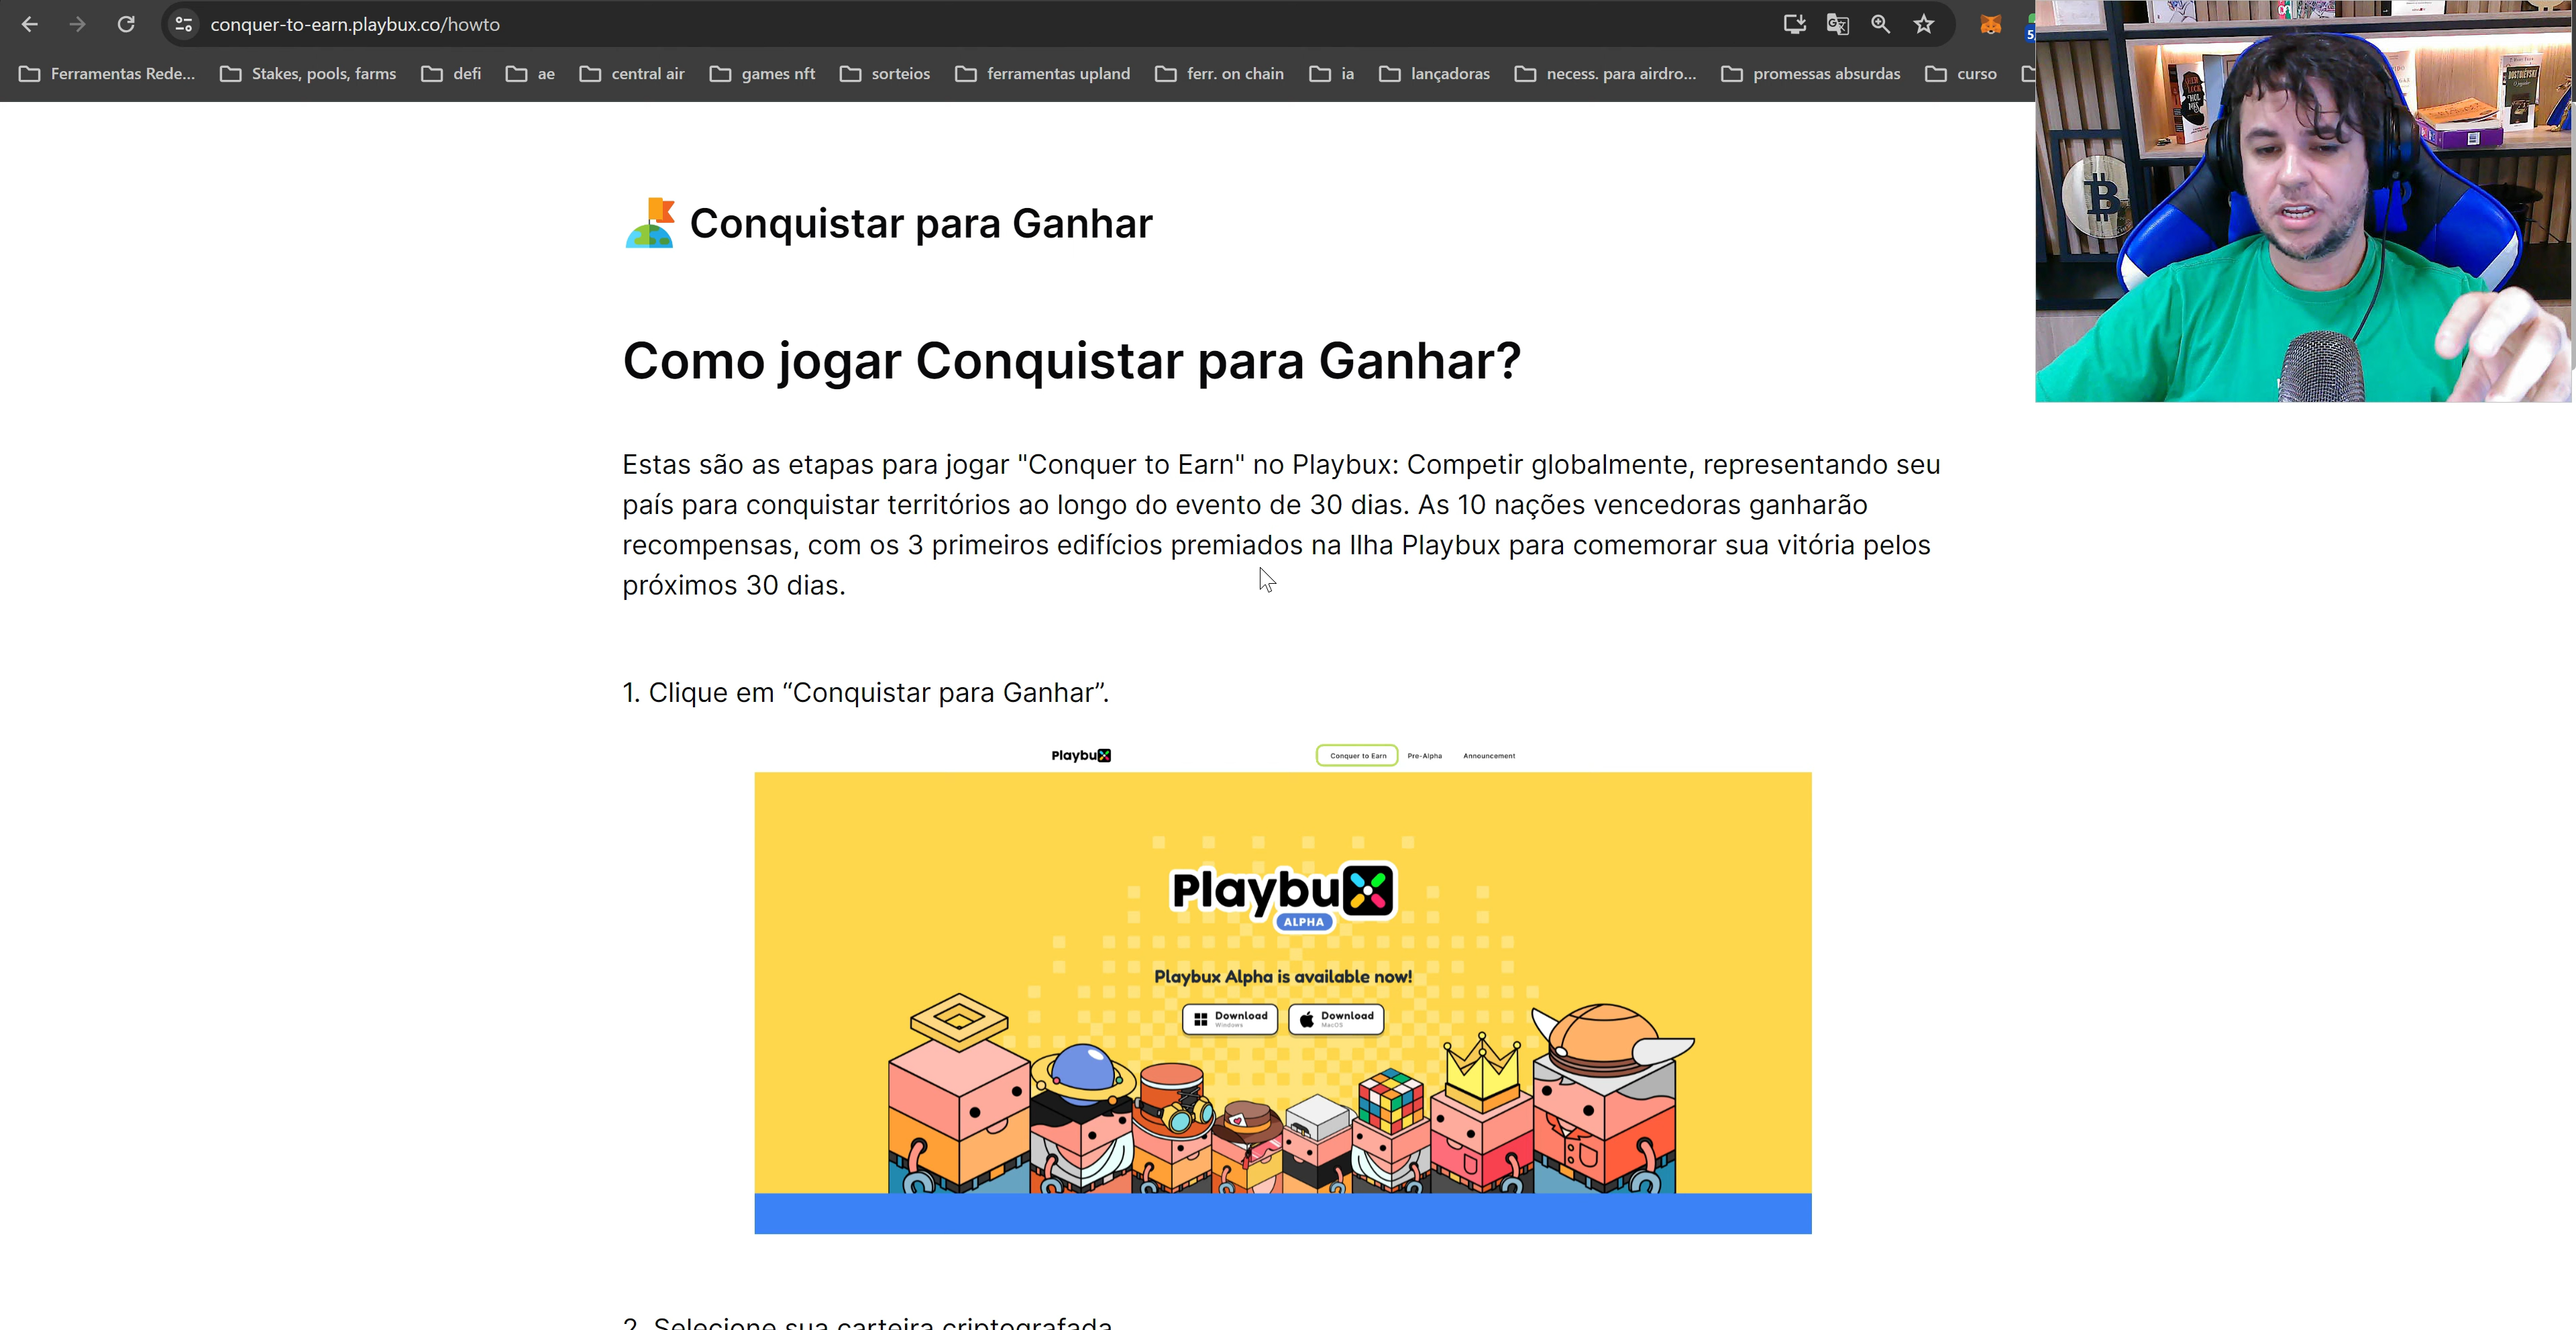 conquer-to-earn.playbux.co/howto
Ferramentas Rede... Stakes, pools, farms defi ae central air games nft sorteios ferramentas upland ferr. on chain ia lançadoras necess. para airdro... promessas absurdas curso
Conquistar para Ganhar
Como jogar Conquistar para Ganhar?
Estas são as etapas para jogar "Conquer to Earn" no Playbux: Competir globalmente, representando seu
país para conquistar territórios ao longo do evento de 30 dias. As 10 nações vencedoras ganharão
recompensas, com os 3 primeiros edifícios premiados na Ilha Playbux para comemorar sua vitória pelos
próximos 30 dias.
1. Clique em “Conquistar para Ganhar”.
Playbux Conquer to Earn Pre-Alpha Announcement
Playbux
ALPHA
Playbux Alpha is available now!
Download Download
Windows MacOS
2. Selecione sua carteira criptografada